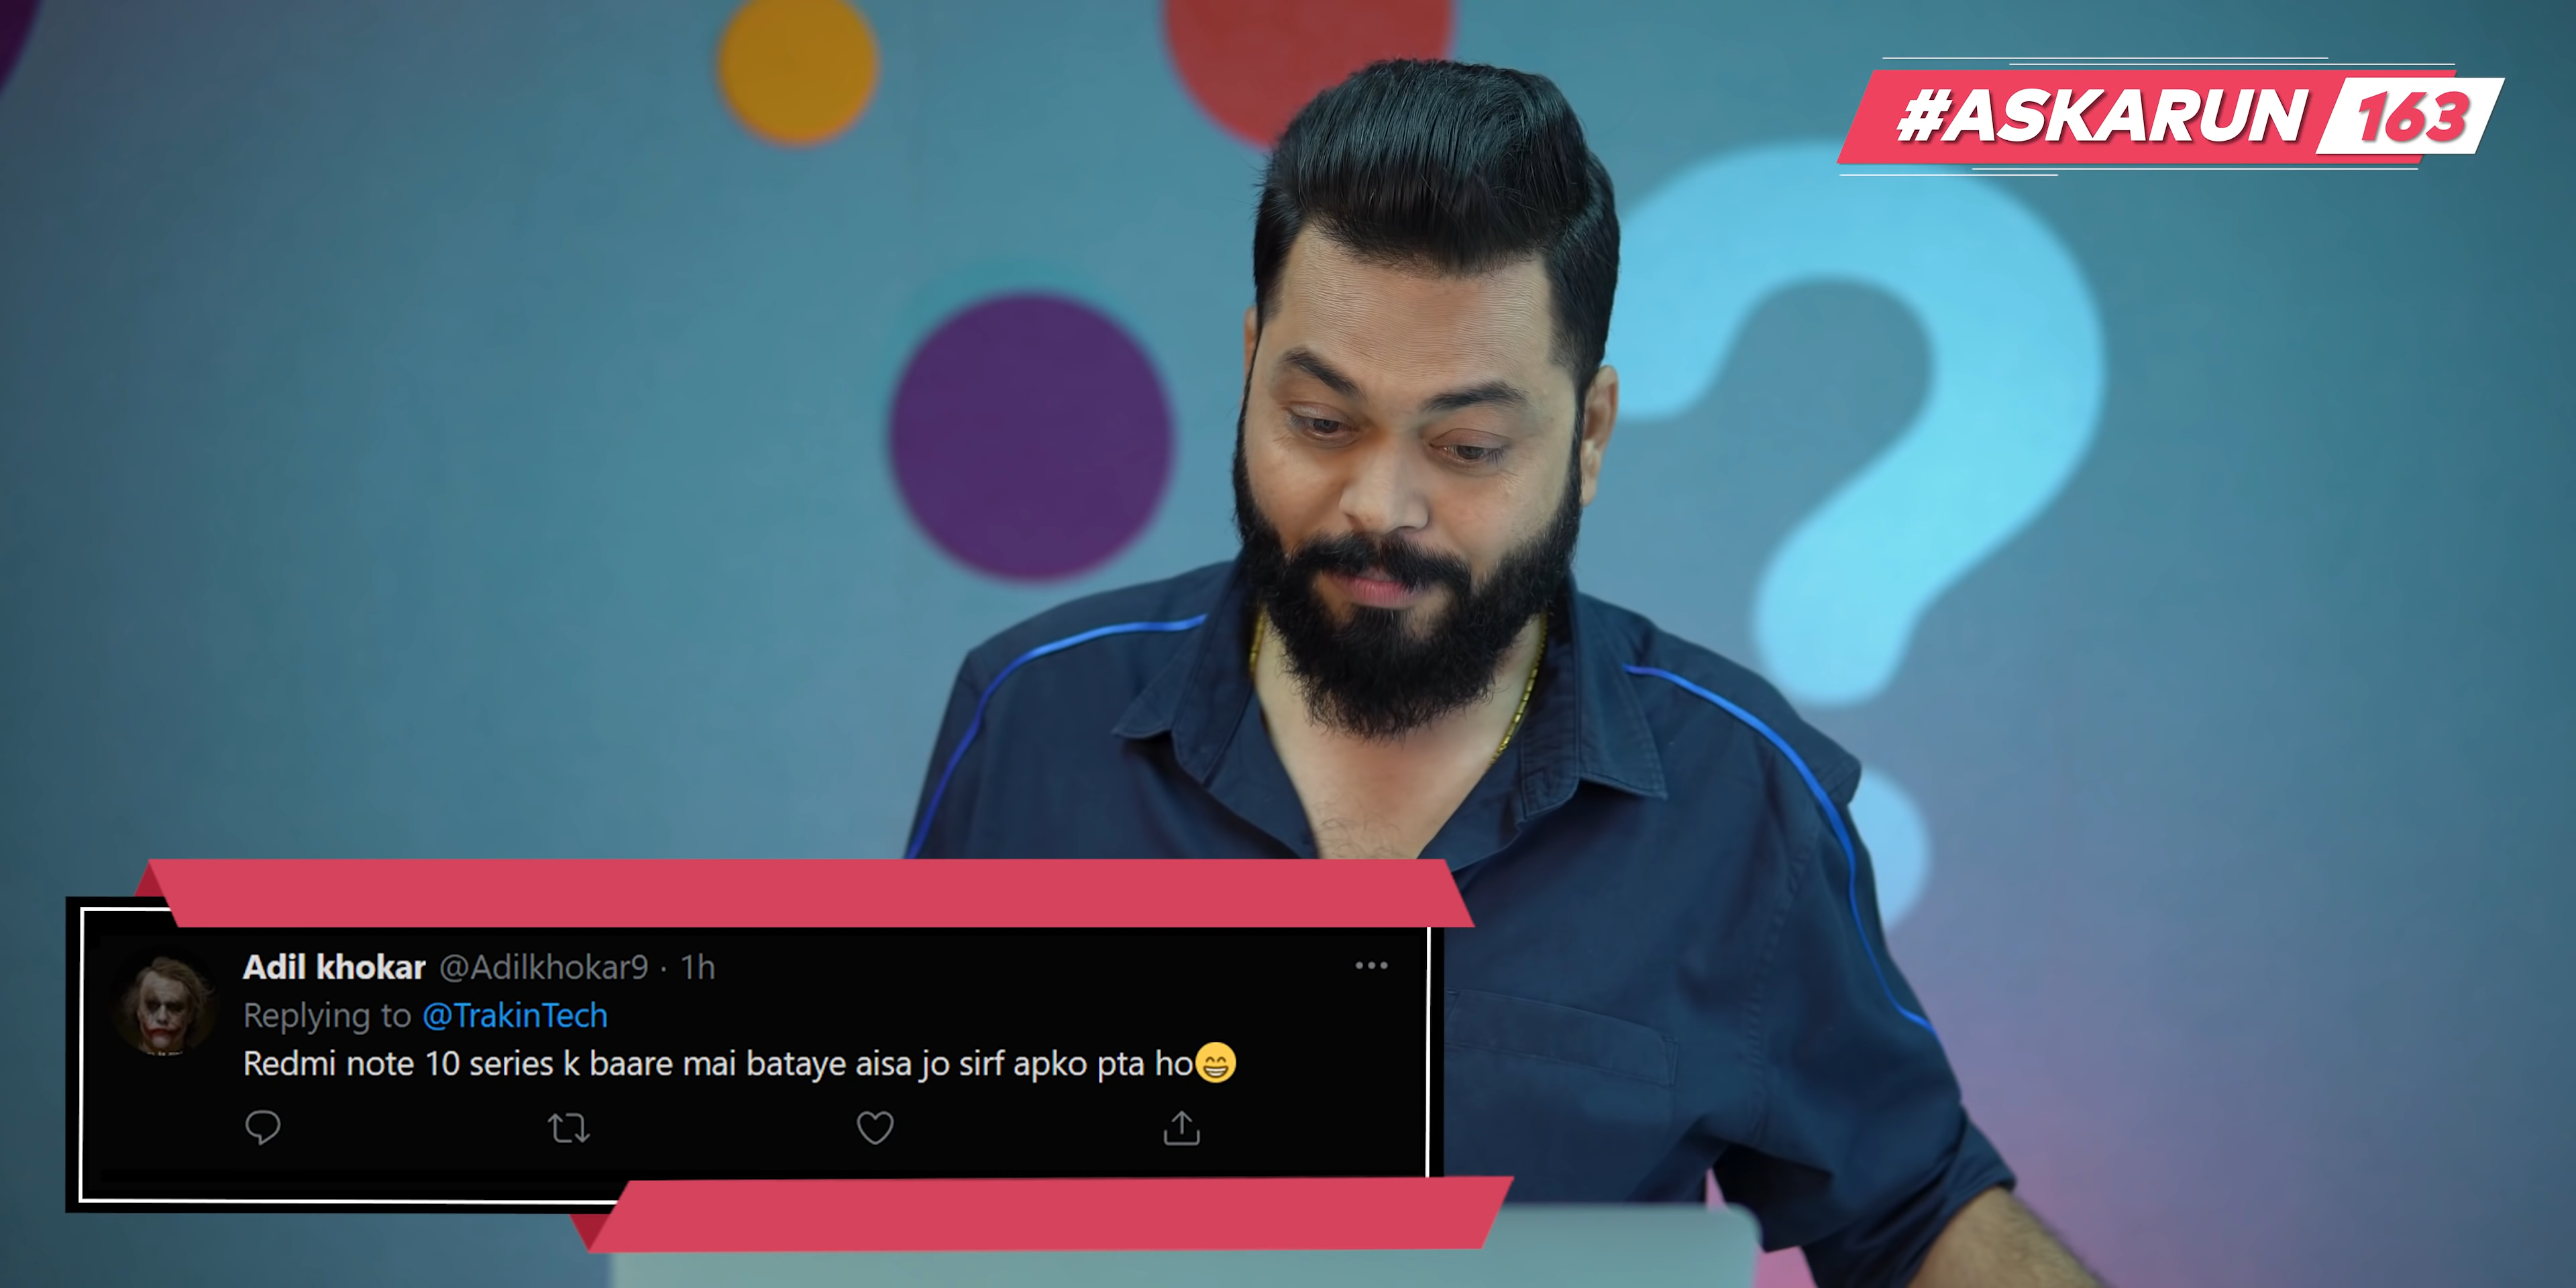 #ASKARUN 163
Adil khokar @Adilkhokar9 · 1h
Replying to @TrakinTech
Redmi note 10 series k baare mai bataye aisa jo sirf apko pta ho😁